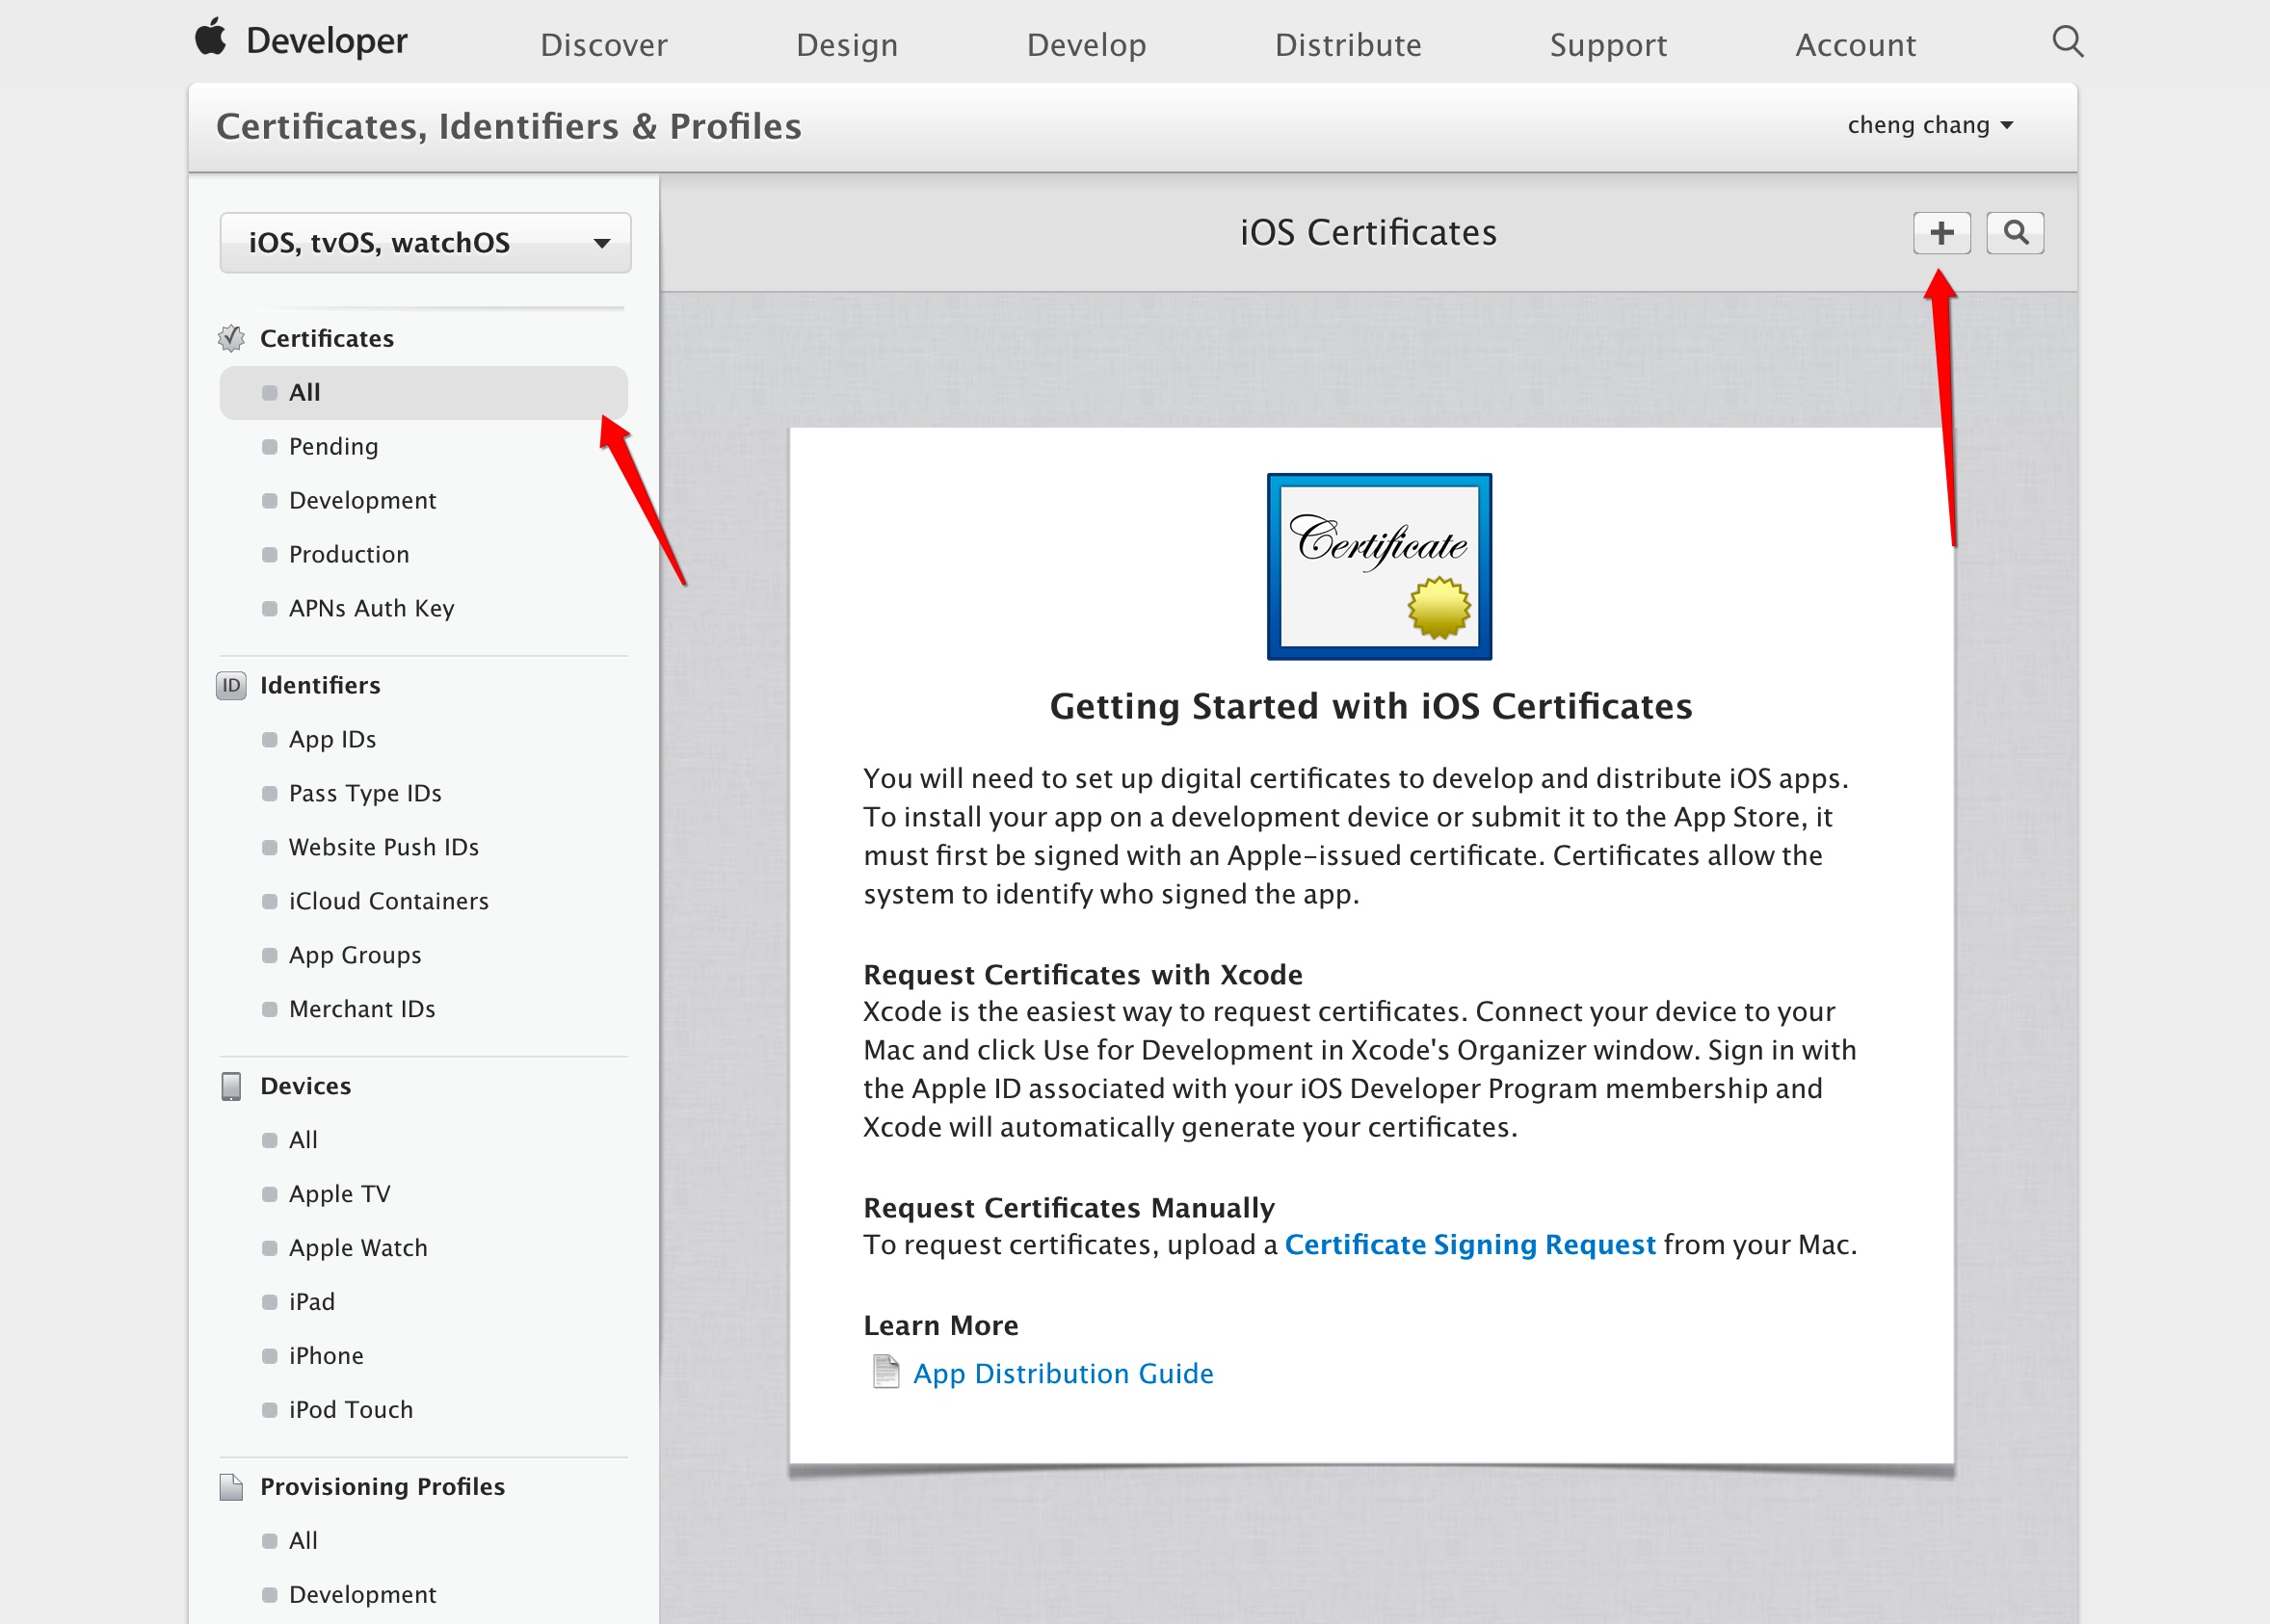 Developer
Discover
Design
Develop
Distribute
Support
Account
Certificates, Identifiers & Profiles
cheng chang
iOS, tvOS, watchOS
iOS Certificates
Certificates
All
Pending
Development
Production
APNs Auth Key
ID
Identifiers
App IDs
Pass Type IDs
Website Push IDs
iCloud Containers
App Groups
Merchant IDs
Devices
All
Apple TV
Apple Watch
iPad
iPhone
iPod Touch
Provisioning Profiles
All
Development
Certificate
Getting Started with iOS Certificates
You will need to set up digital certificates to develop and distribute iOS apps.
To install your app on a development device or submit it to the App Store, it
must first be signed with an Apple-issued certificate. Certificates allow the
system to identify who signed the app.
Request Certificates with Xcode
Xcode is the easiest way to request certificates. Connect your device to your
Mac and click Use for Development in Xcode's Organizer window. Sign in with
the Apple ID associated with your iOS Developer Program membership and
Xcode will automatically generate your certificates.
Request Certificates Manually
To request certificates, upload a Certificate Signing Request from your Mac.
Learn More
App Distribution Guide